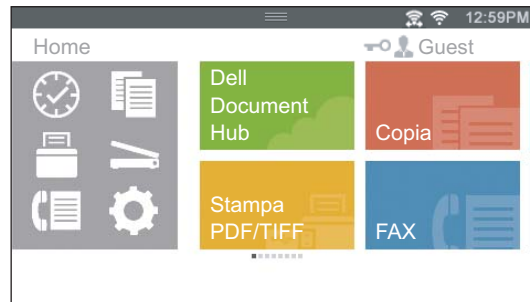 12:59PM
Home
Guest
Dell
Document
Hub
Copia
Stampa
PDF/TIFF
FAX